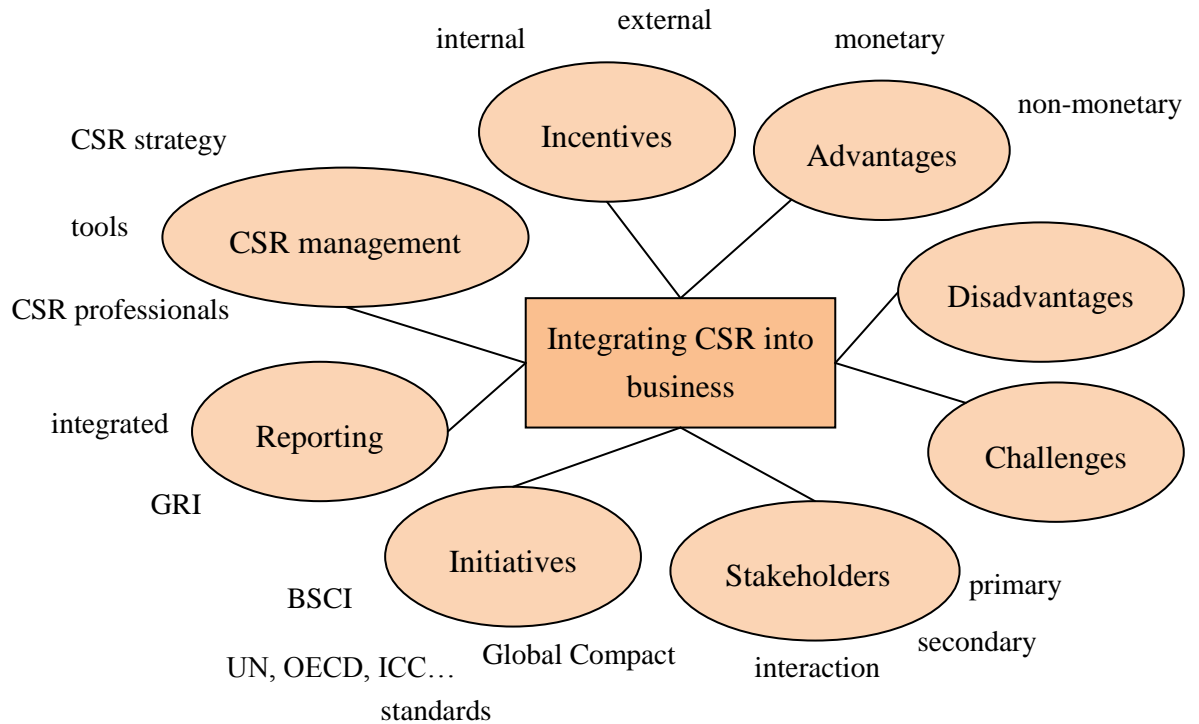 external
internal
monetary
non-monetary
Incentives
Advantages
CSR strategy
tools
CSR management
CSR professionals
Disadvantages
Integrating CSR into
business
integrated
Reporting
Challenges
GRI
Initiatives
Stakeholders
BSCI
primary
secondary
Global Compact
interaction
UN, OECD, ICC…
standards